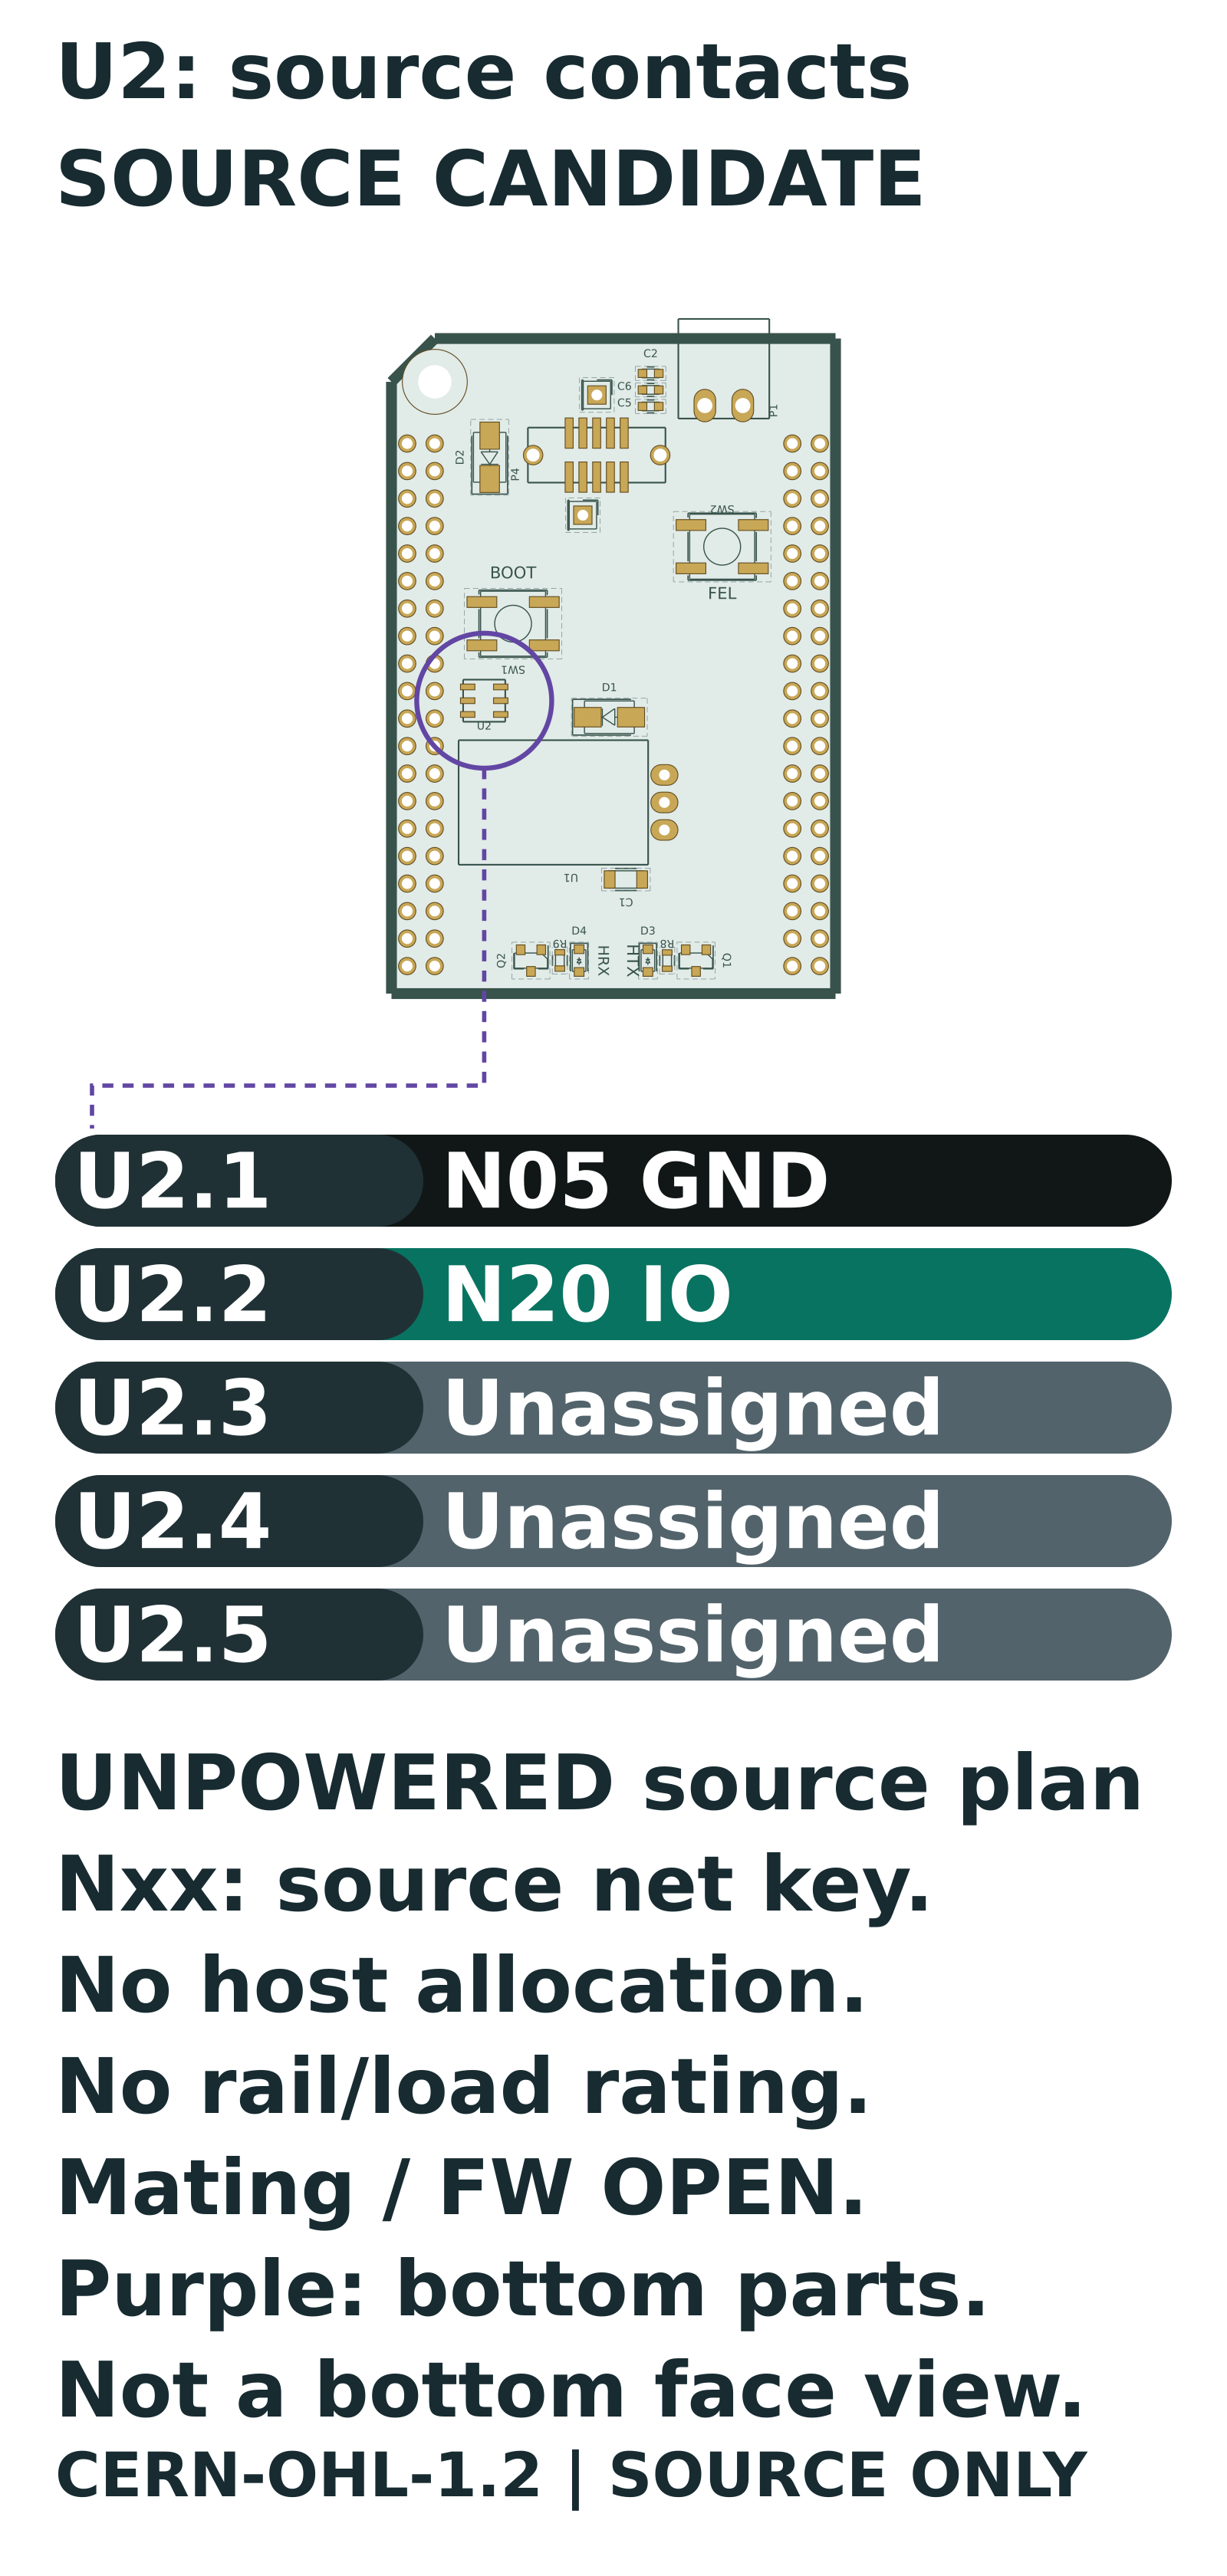 U2: source contacts
SOURCE CANDIDATE
C2
C6
C5
P1
D2
P4
SW2
BOOT
FEL
SW1
D1
U2
U1
C1
D4
D3
Q2
R9
HRX
HTX
R8
Q1
U2.1 N05 GND
U2.2 N20 IO
U2.3 Unassigned
U2.4 Unassigned
U2.5 Unassigned
UNPOWERED source plan
Nxx: source net key.
No host allocation.
No rail/load rating.
Mating / FW OPEN.
Purple: bottom parts.
Not a bottom face view.
CERN-OHL-1.2 | SOURCE ONLY